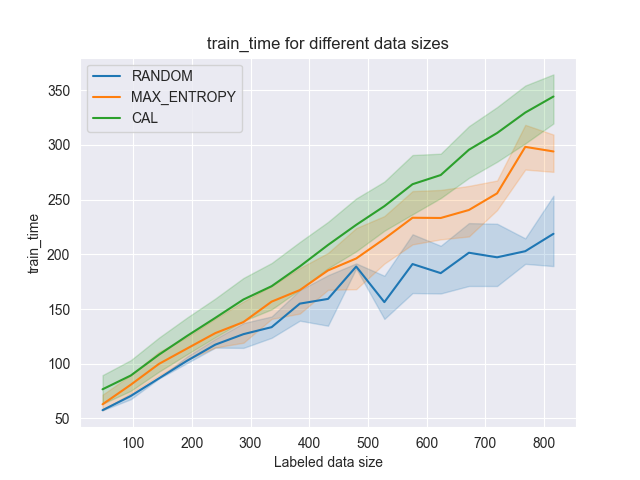 train_time for different data sizes
RANDOM
MAX_ENTROPY
CAL
350
300
250
200
150
100
50
train_time
100
200
300
400
500
600
700
800
Labeled data size